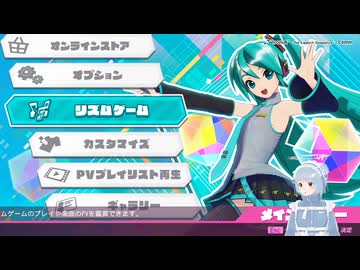 オンラインストア
オプション
リズムゲーム
カスタマイズ
PVプレイリスト再生
ギャラリー
ムゲームのプレイや楽曲のPVを鑑賞できます。
メイン
決定